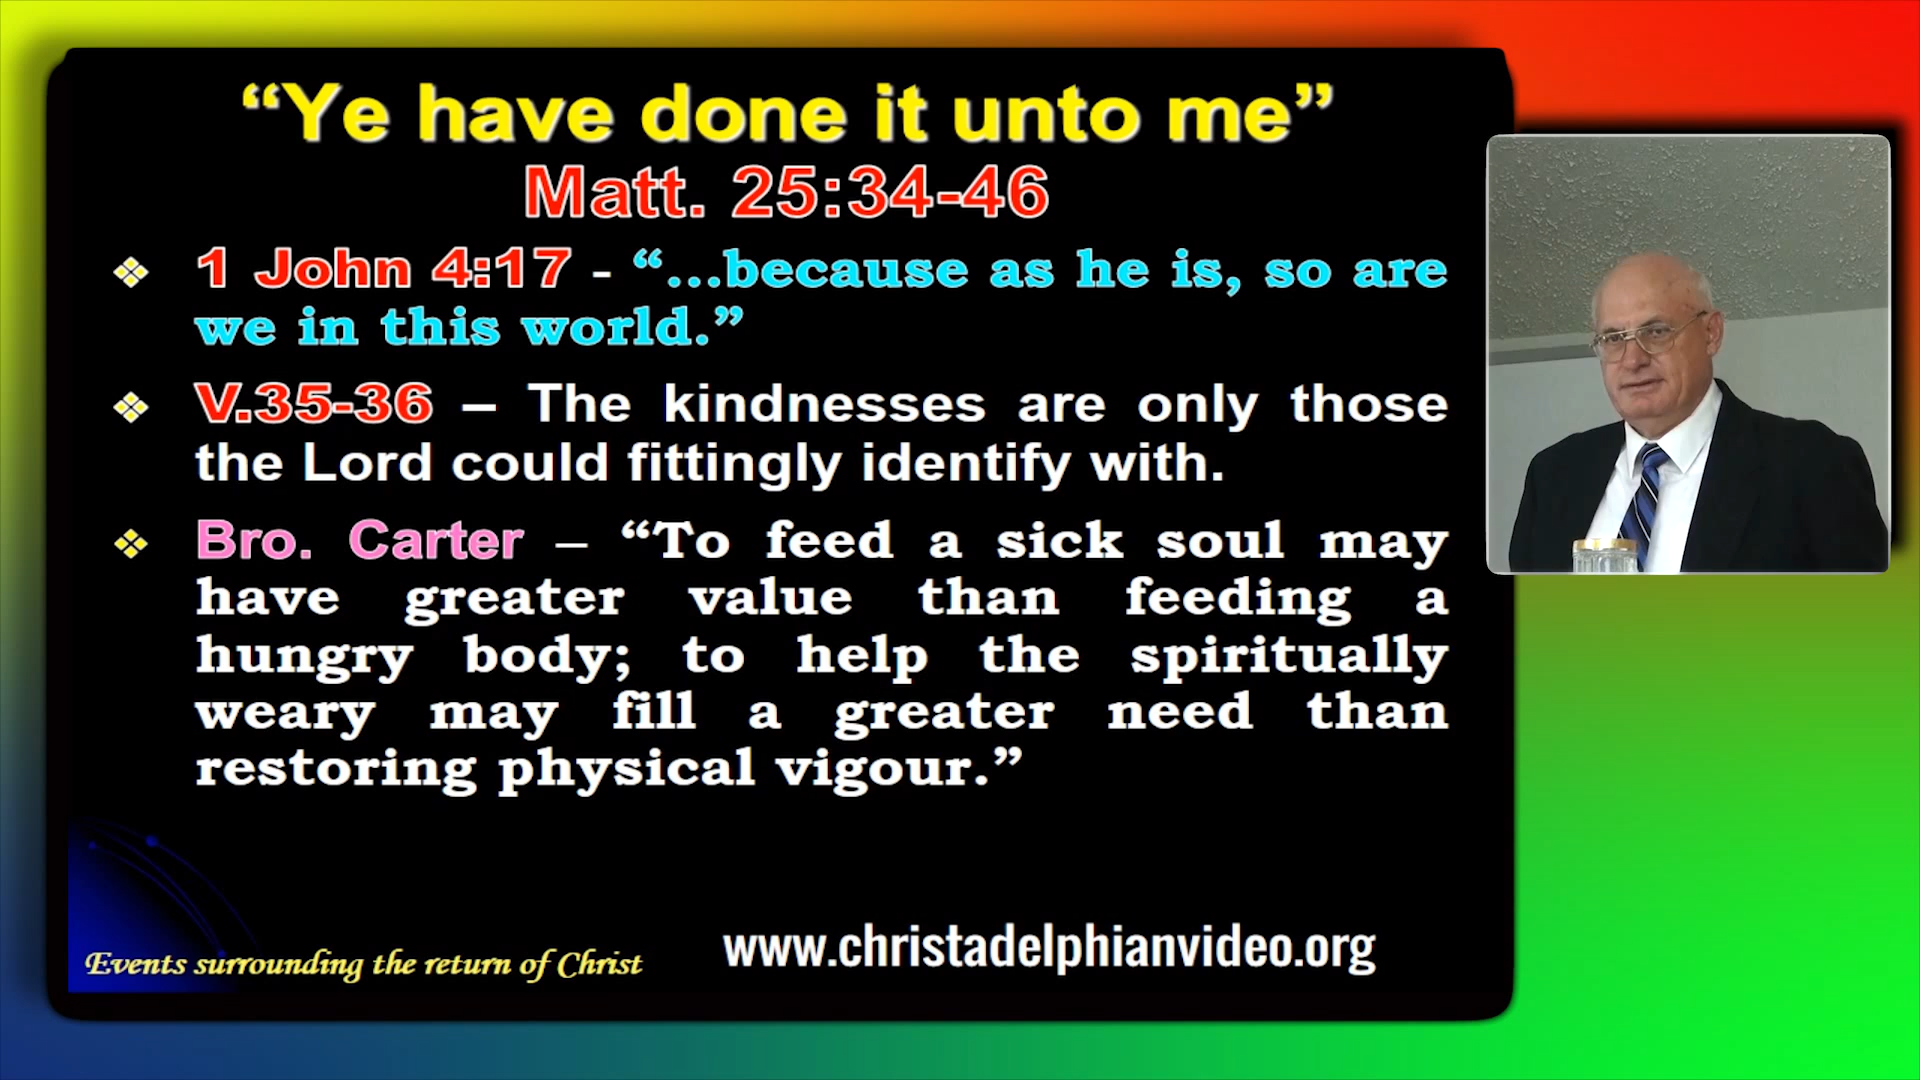 “Ye have done it unto me”
Matt. 25:34-46
1 John 4:17 - “...because as he is, so are
we in this world.”
V.35-36 – The kindnesses are only those
the Lord could fittingly identify with.
Bro. Carter – “To feed a sick soul may
have greater value than feeding a
hungry body; to help the spiritually
weary may fill a greater need than
restoring physical vigour.”
Events surrounding the return of Christ
www.christadelphianvideo.org